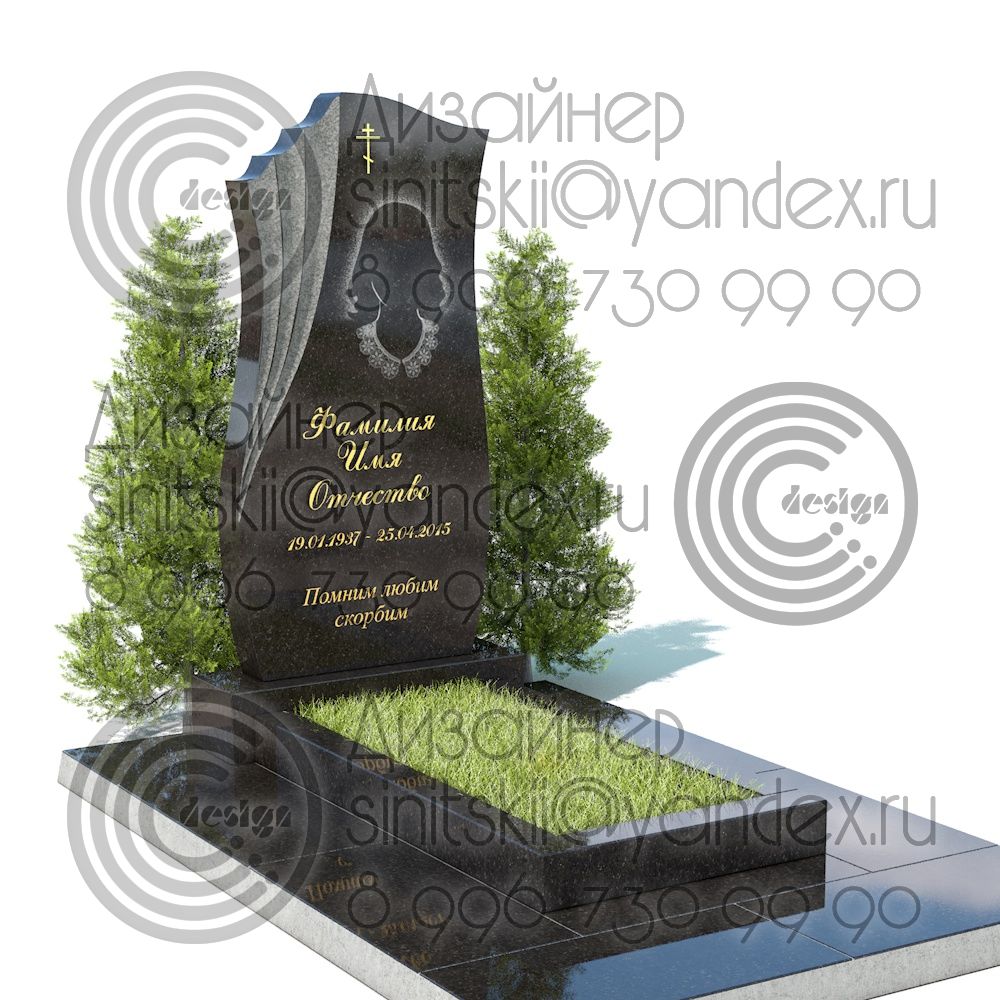 Дизайнер
sinitskii@yandex.ru
8 996 730 99 90
design
Фамилия
Имя
Отчество
19.01.1937 - 25.04.2015
Помним любим
скорбим
Дизайнер
sinitskii@yandex.ru
8 996 730 99 90
design
Дизайнер
sinitskii@yandex.ru
8 996 730 99 90
design